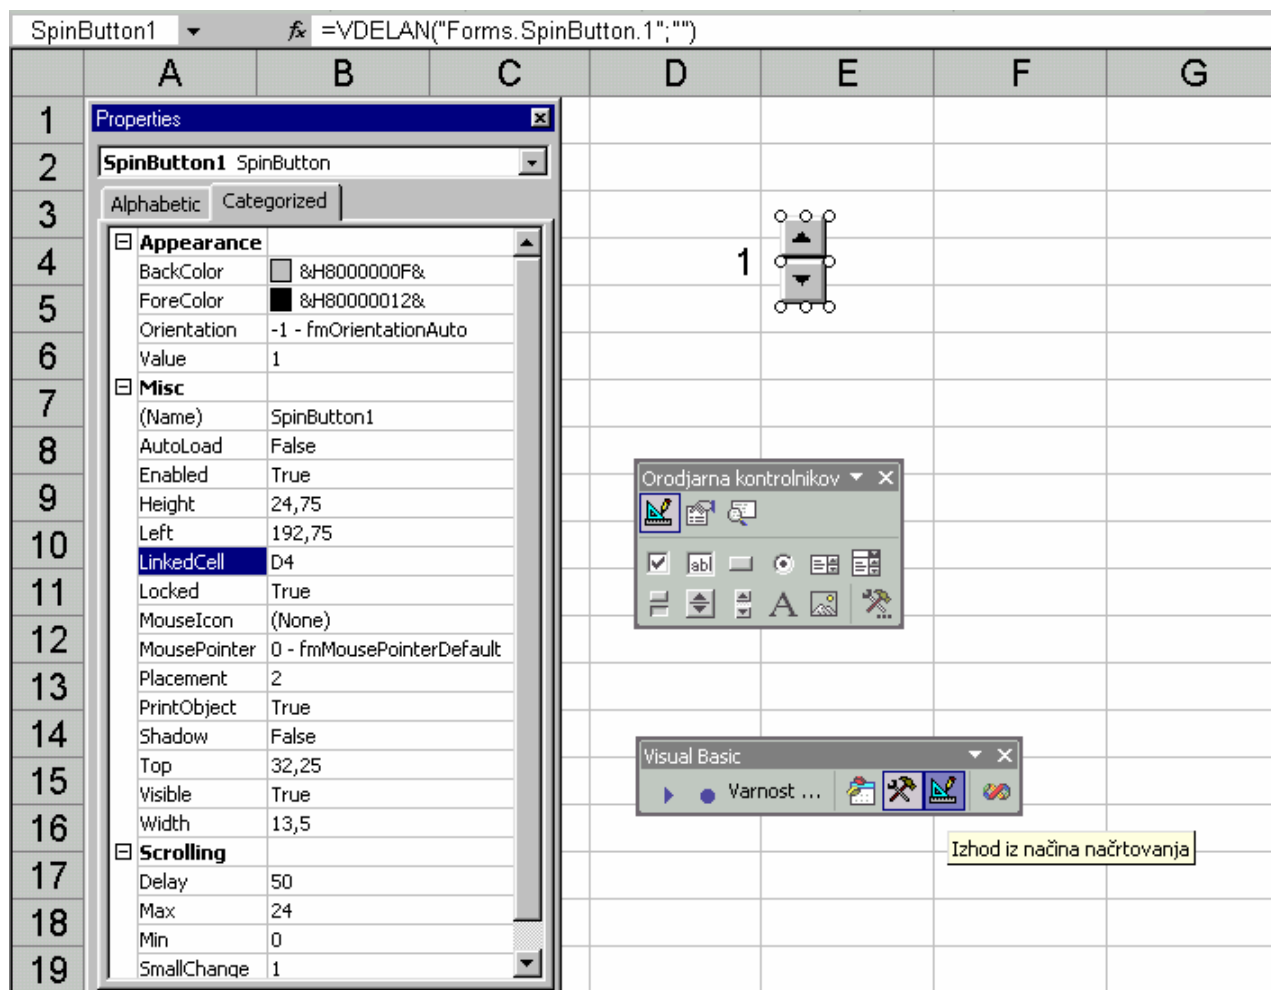 SpinButton1 fx =VDELAN("Forms.SpinButton.1";"")
A B C D E F G
1
2
3
4
5
6
7
8
9
10
11
12
13
14
15
16
17
18
19
Properties
SpinButton1 SpinButton
Alphabetic Categorized
Appearance
BackColor &H8000000F&
ForeColor &H80000012&
Orientation -1 - fmOrientationAuto
Value 1
Misc
(Name) SpinButton1
AutoLoad False
Enabled True
Height 24,75
Left 192,75
LinkedCell D4
Locked True
MouseIcon (None)
MousePointer 0 - fmMousePointerDefault
Placement 2
PrintObject True
Shadow False
Top 32,25
Visible True
Width 13,5
Scrolling
Delay 50
Max 24
Min 0
SmallChange 1
1
Orodjarna kontrolnikov
abl
A
Visual Basic
Varnost ...
Izhod iz načina načrtovanja